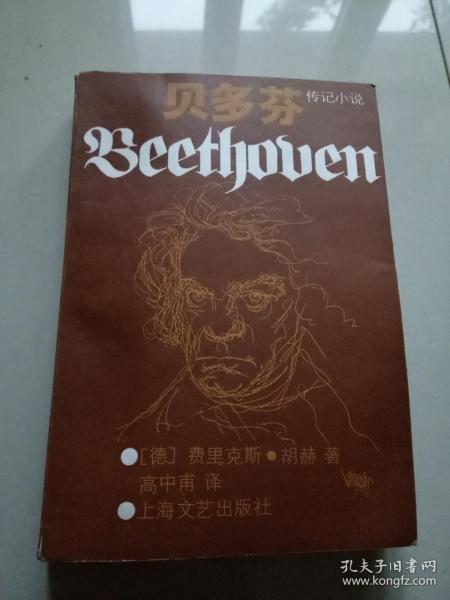 贝多芬 传记小说
Beethoven
●[德] 费里克斯·胡赫 著
高中甫 译
●上海文艺出版社
孔夫子旧书网
www.kongfz.com